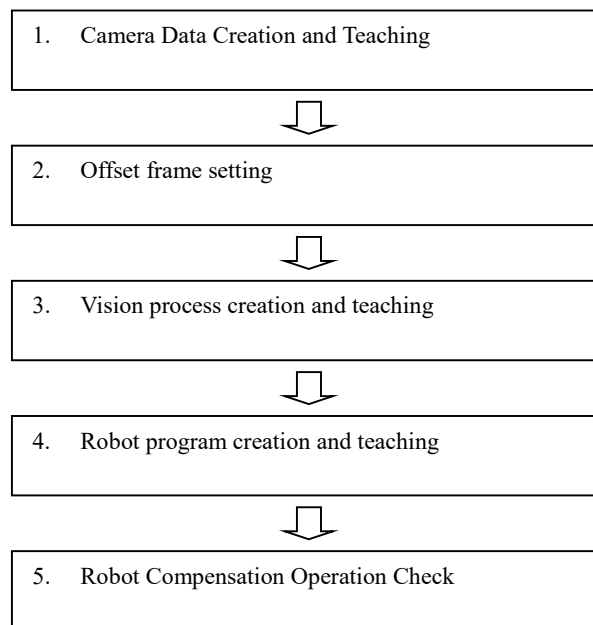 1. Camera Data Creation and Teaching
2. Offset frame setting
3. Vision process creation and teaching
4. Robot program creation and teaching
5. Robot Compensation Operation Check